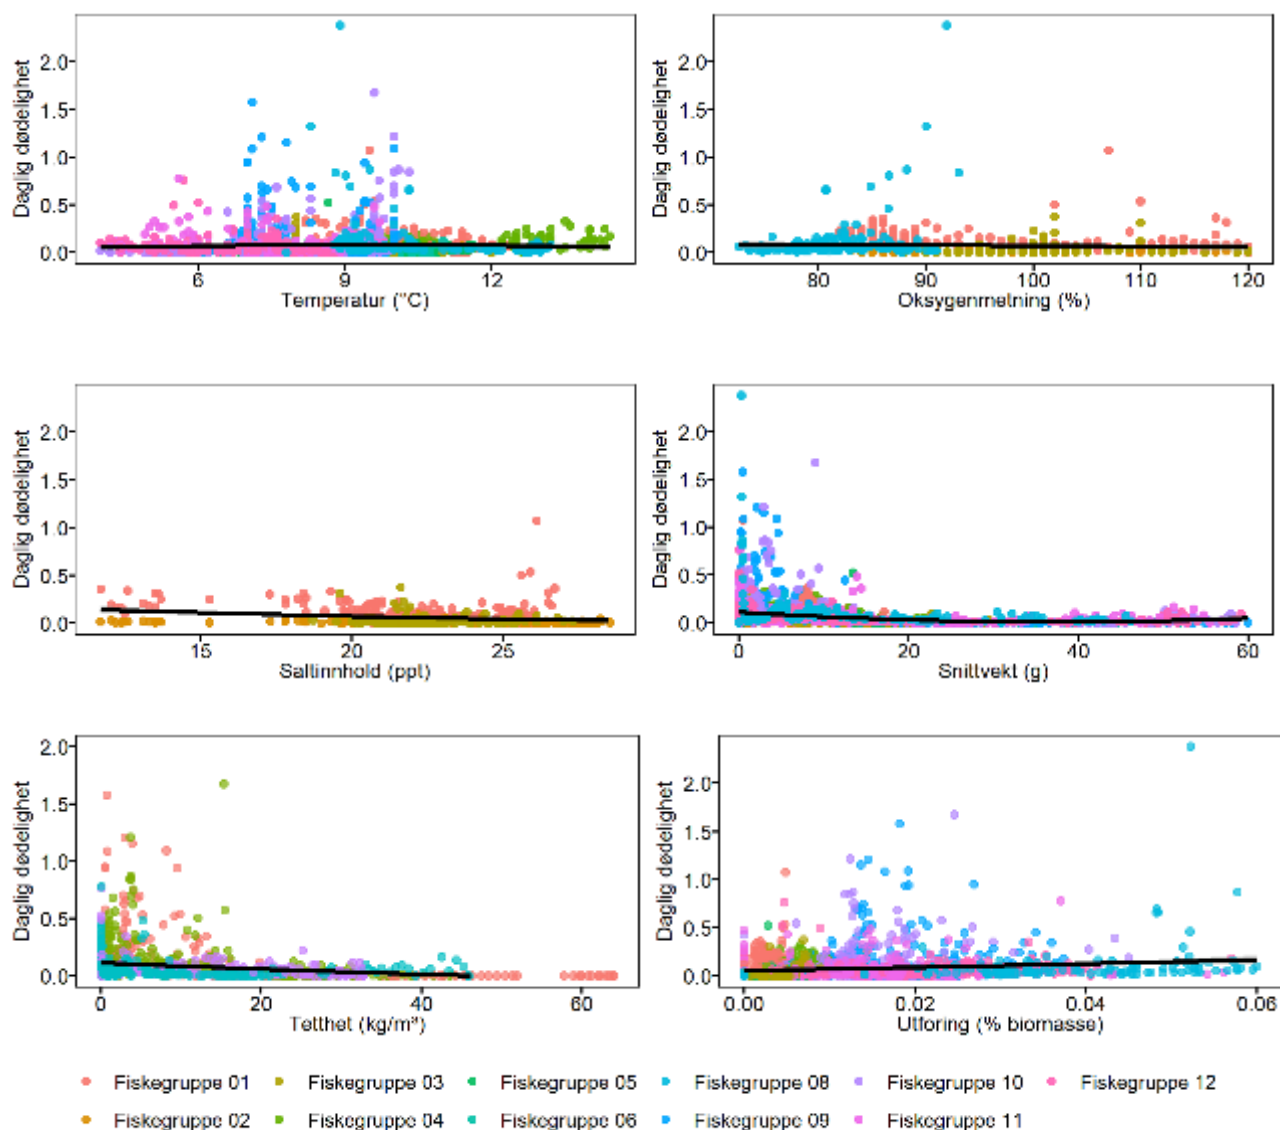 Daglig dødelighet
2.0
1.5
1.0
0.5
0.0
6 9 12
Temperatur (°C)
Daglig dødelighet
2.0
1.5
1.0
0.5
0.0
80 90 100 110 120
Oksygenmetning (%)
Daglig dødelighet
2.0
1.5
1.0
0.5
0.0
15 20 25
Saltinnhold (ppt)
Daglig dødelighet
2.0
1.5
1.0
0.5
0.0
0 20 40 60
Snittvekt (g)
Daglig dødelighet
2.0
1.5
1.0
0.5
0.0
0 20 40 60
Tetthet (kg/m³)
Daglig dødelighet
2.0
1.5
1.0
0.5
0.0
0.00 0.02 0.04 0.06
Utforing (% biomasse)
Fiskegruppe 01 Fiskegruppe 03 Fiskegruppe 05 Fiskegruppe 08 Fiskegruppe 10 Fiskegruppe 12
Fiskegruppe 02 Fiskegruppe 04 Fiskegruppe 06 Fiskegruppe 09 Fiskegruppe 11